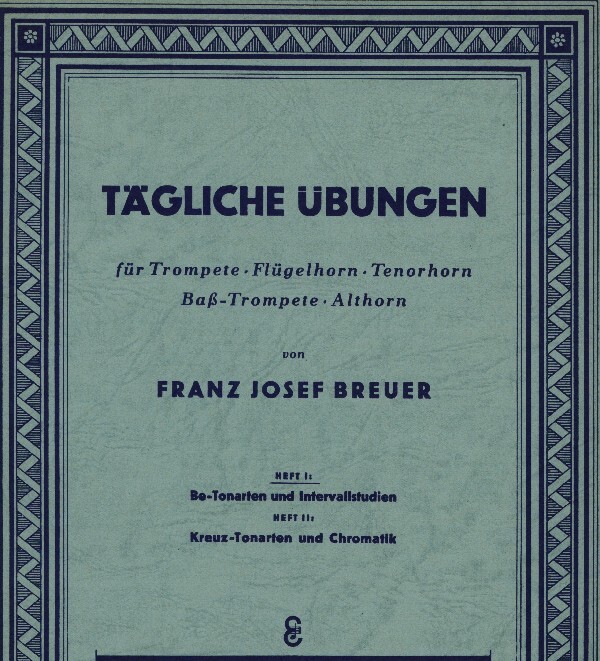 TÄGLICHE ÜBUNGEN
für Trompete · Flügelhorn · Tenorhorn
Baß-Trompete · Althorn
von
FRANZ JOSEF BREUER
HEFT I:
Be-Tonarten und Intervallstudien
HEFT II:
Kreuz-Tonarten und Chromatik